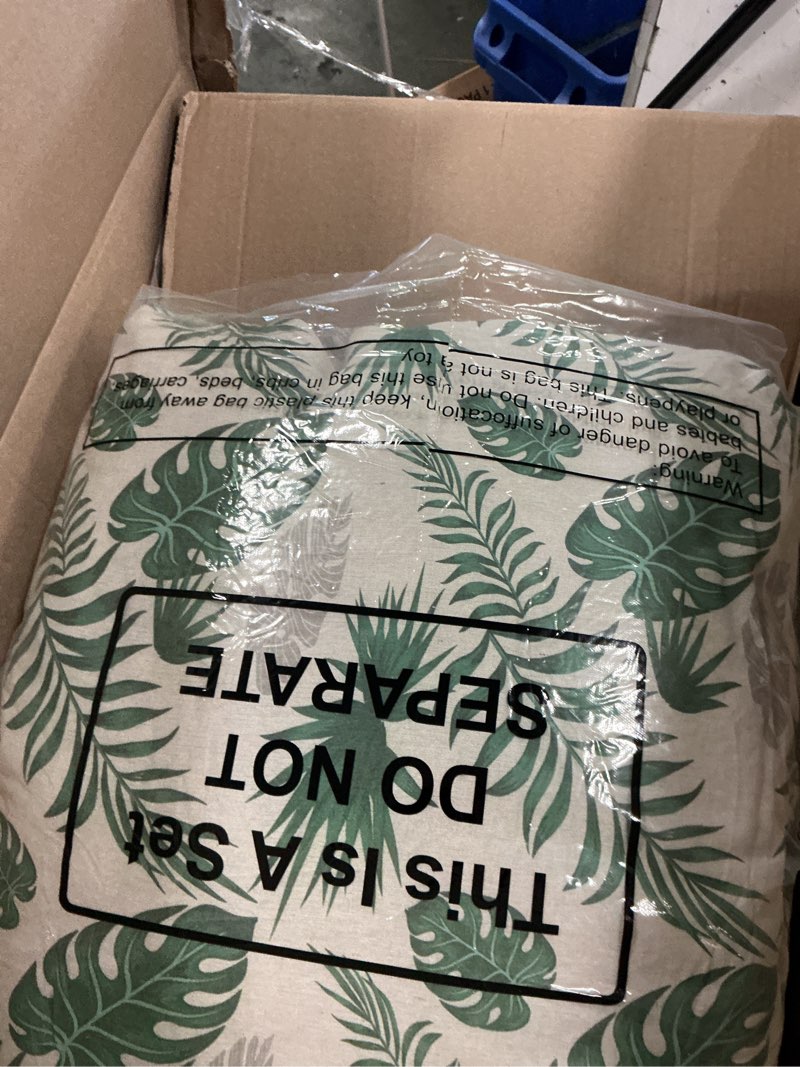 Warning:
To avoid danger of suffocation, keep this plastic bag away from
babies and children. Do not use this bag in cribs, beds, carriages
or playpens. This bag is not a toy
This Is A Set
DO NOT
SEPARATE